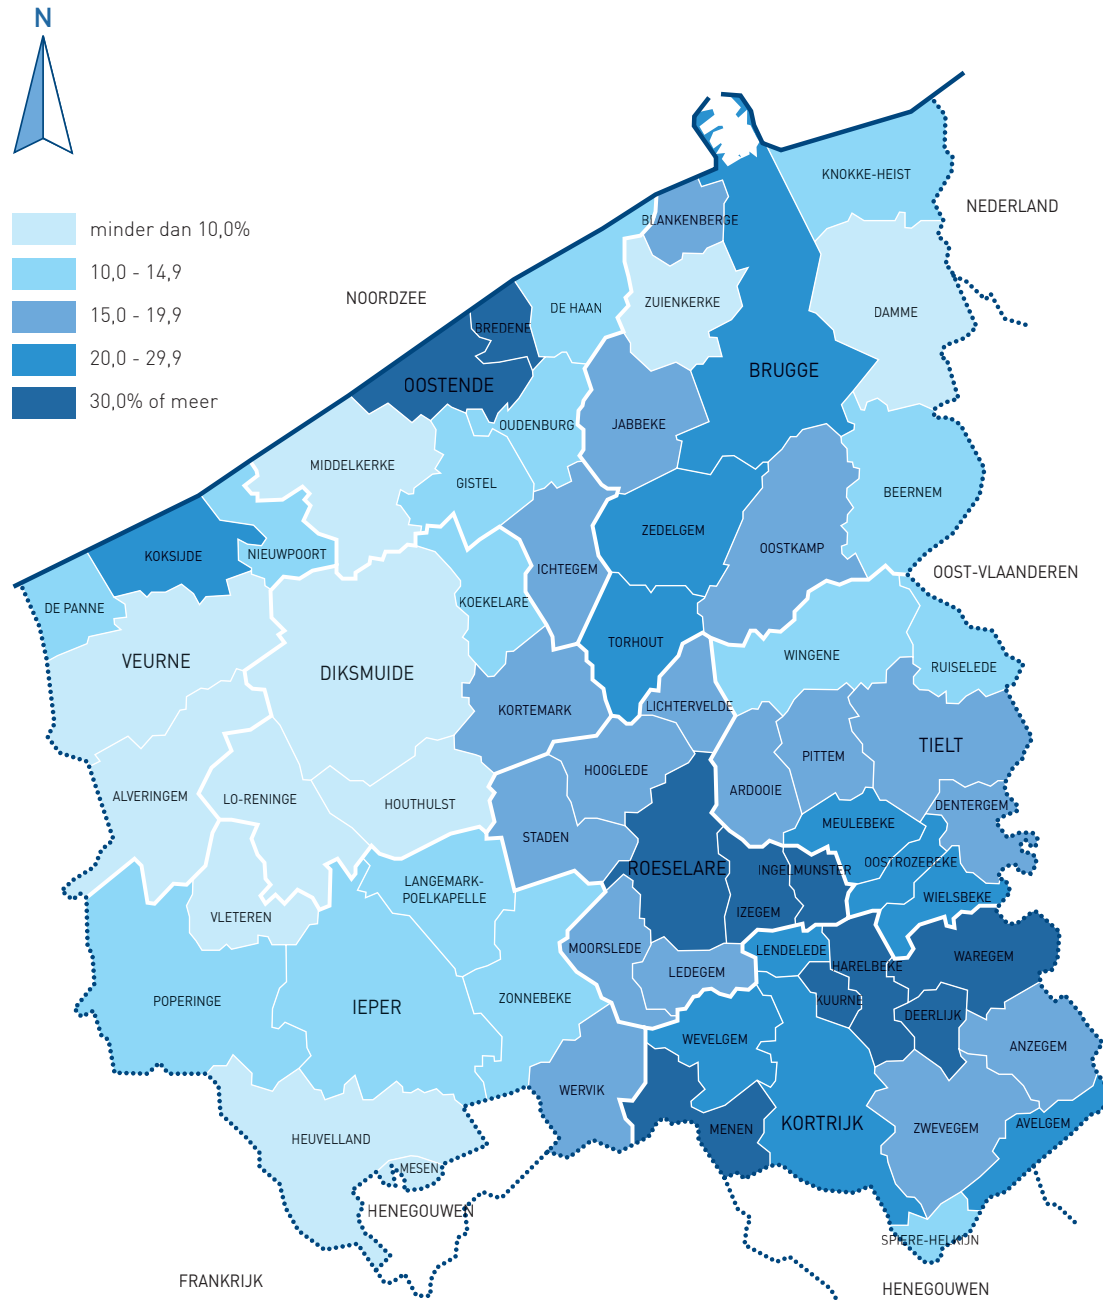 N
minder dan 10,0%
10,0 - 14,9
15,0 - 19,9
20,0 - 29,9
30,0% of meer
NOORDZEE
NEDERLAND
OOST-VLAANDEREN
KNOKKE-HEIST
BLANKENBERGE
ZUIENKERKE
DE HAAN
DAMME
BREDENE
OOSTENDE
BRUGGE
OUDENBURG
JABBEKE
MIDDELKERKE
GISTEL
BEERNEM
ZEDELGEM
OOSTKAMP
KOKSIJDE
NIEUWPOORT
ICHTEGEM
DE PANNE
KOEKELARE
TORHOUT
WINGENE
RUISELEDE
VEURNE
DIKSMUIDE
KORTEMARK
LICHTERVELDE
TIELT
PITTEM
HOOGLEDE
ARDOOIE
ALVERINGEM
LO-RENINGE
HOUTHULST
DENTERGEM
MEULEBEKE
STADEN
OOSTROZEBEKE
ROESELARE
INGELMUNSTER
LANGEMARK-
POELKAPELLE
WIELSBEKE
IZEGEM
VLETEREN
MOORSLEDE
LENDELEDE
WAREGEM
HARELBEKE
LEDEGEM
POPERINGE
IEPER
ZONNEBEKE
KUURNE
DEERLIJK
WEVELGEM
ANZEGEM
WERVIK
MENEN
KORTRIJK
ZWEVEGEM
AVELGEM
HEUVELLAND
MESEN
HENEGOUWEN
SPIERE-HELKIJN
FRANKRIJK
HENEGOUWEN